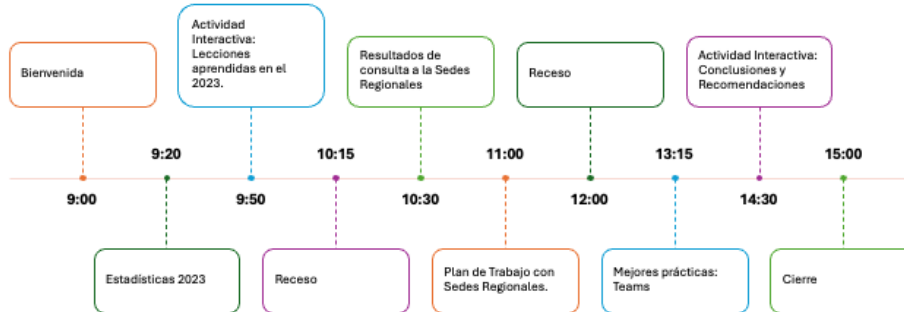 Actividad
Interactiva:
Lecciones
aprendidas en el
2023.
Bienvenida
Resultados de
consulta a la Sedes
Regionales
Receso
Actividad Interactiva:
Conclusiones y
Recomendaciones
9:20
10:15
11:00
13:15
15:00
9:00
9:50
10:30
12:00
14:30
Estadísticas 2023
Receso
Plan de Trabajo con
Sedes Regionales.
Mejores prácticas:
Teams
Cierre